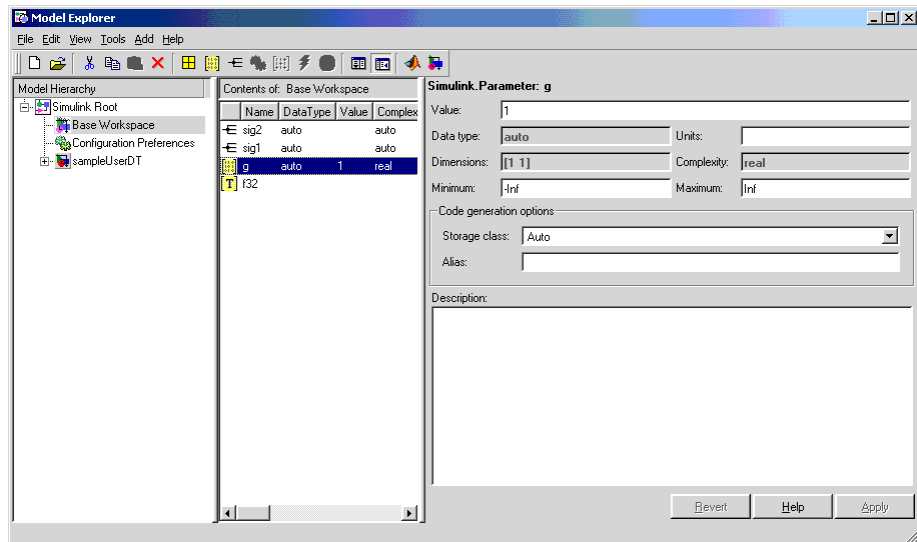 Model Explorer
File Edit View Tools Add Help
Model Hierarchy
Simulink Root
Base Workspace
Configuration Preferences
sampleUserDT
Contents of: Base Workspace
Name DataType Value Complex
sig2 auto auto
sig1 auto auto
g auto 1 real
T f32
Simulink.Parameter: g
Value: 1
Data type: auto Units:
Dimensions: [1 1] Complexity: real
Minimum: -Inf Maximum: Inf
Code generation options
Storage class: Auto
Alias:
Description:
Revert Help Apply